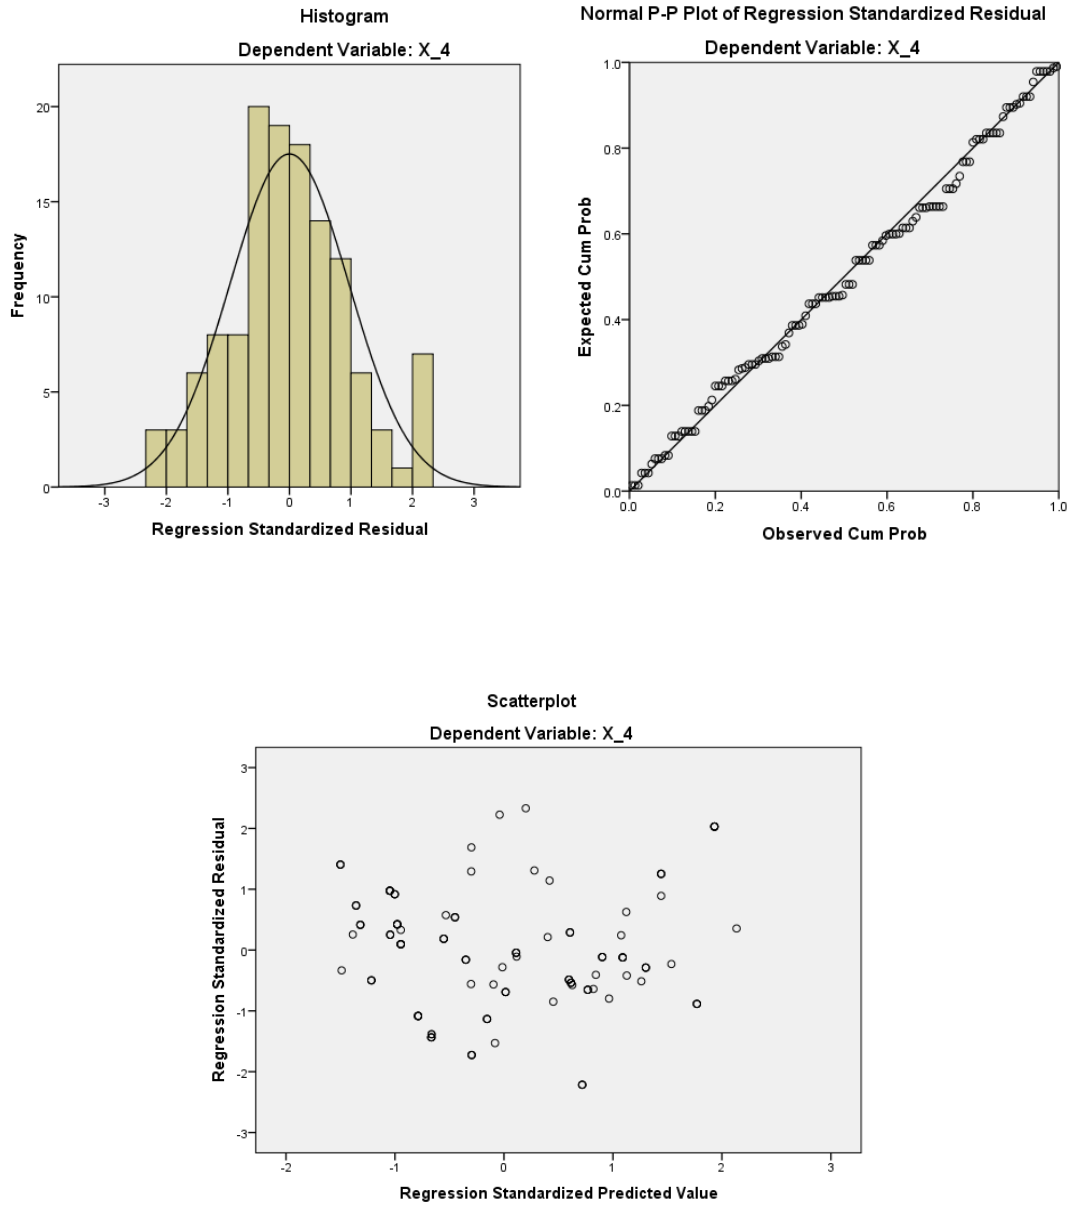 Histogram
Dependent Variable: X_4
Frequency
20
15
10
5
0
-3 -2 -1 0 1 2 3
Regression Standardized Residual
Normal P-P Plot of Regression Standardized Residual
Dependent Variable: X_4
Expected Cum Prob
1.0
0.8
0.6
0.4
0.2
0.0
0.0 0.2 0.4 0.6 0.8 1.0
Observed Cum Prob
Scatterplot
Dependent Variable: X_4
Regression Standardized Residual
3
2
1
0
-1
-2
-3
-2 -1 0 1 2 3
Regression Standardized Predicted Value